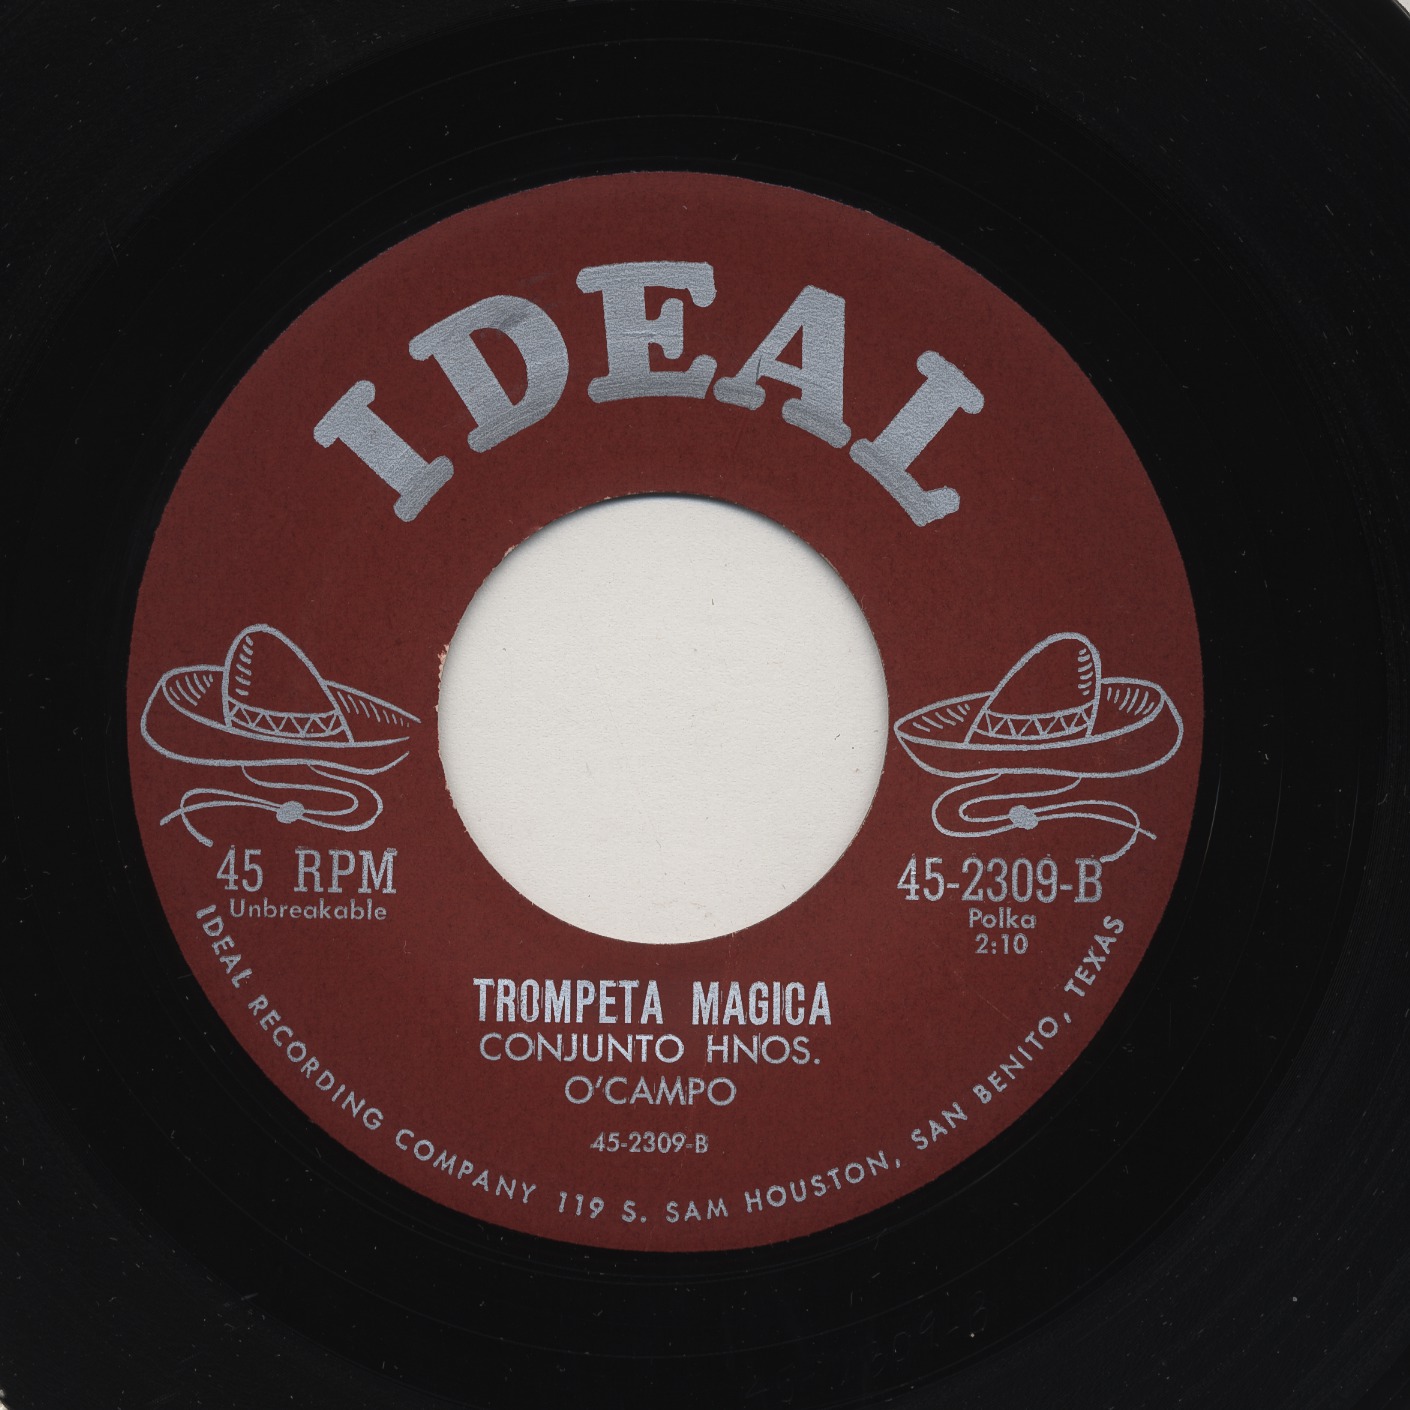 IDEAL
45 RPM
Unbreakable
45-2309-B
Polka
2:10
TROMPETA MAGICA
CONJUNTO HNOS.
O'CAMPO
45-2309-B
IDEAL RECORDING COMPANY 119 S. SAM HOUSTON, SAN BENITO, TEXAS